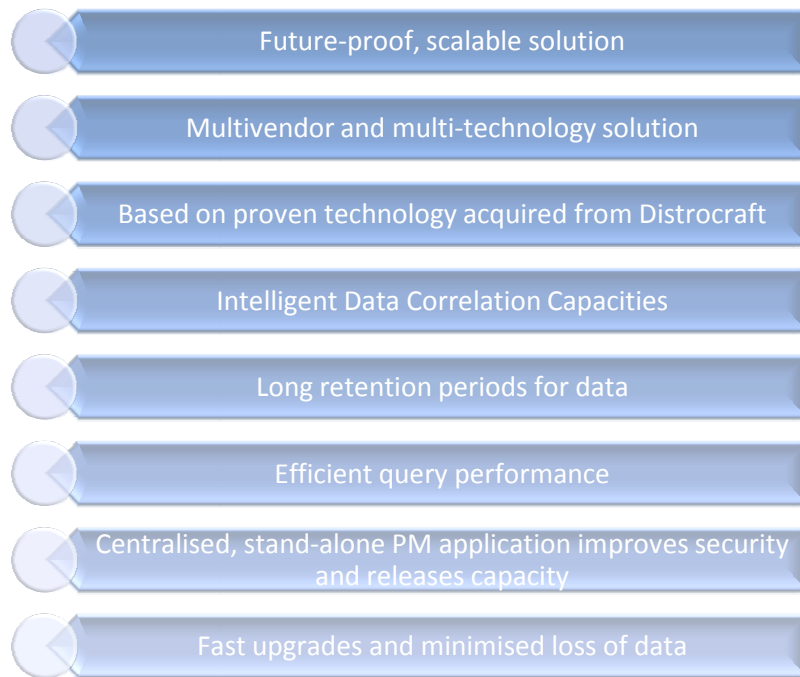 Future-proof, scalable solution
Multivendor and multi-technology solution
Based on proven technology acquired from Distrocraft
Intelligent Data Correlation Capacities
Long retention periods for data
Efficient query performance
Centralised, stand-alone PM application improves security
and releases capacity
Fast upgrades and minimised loss of data